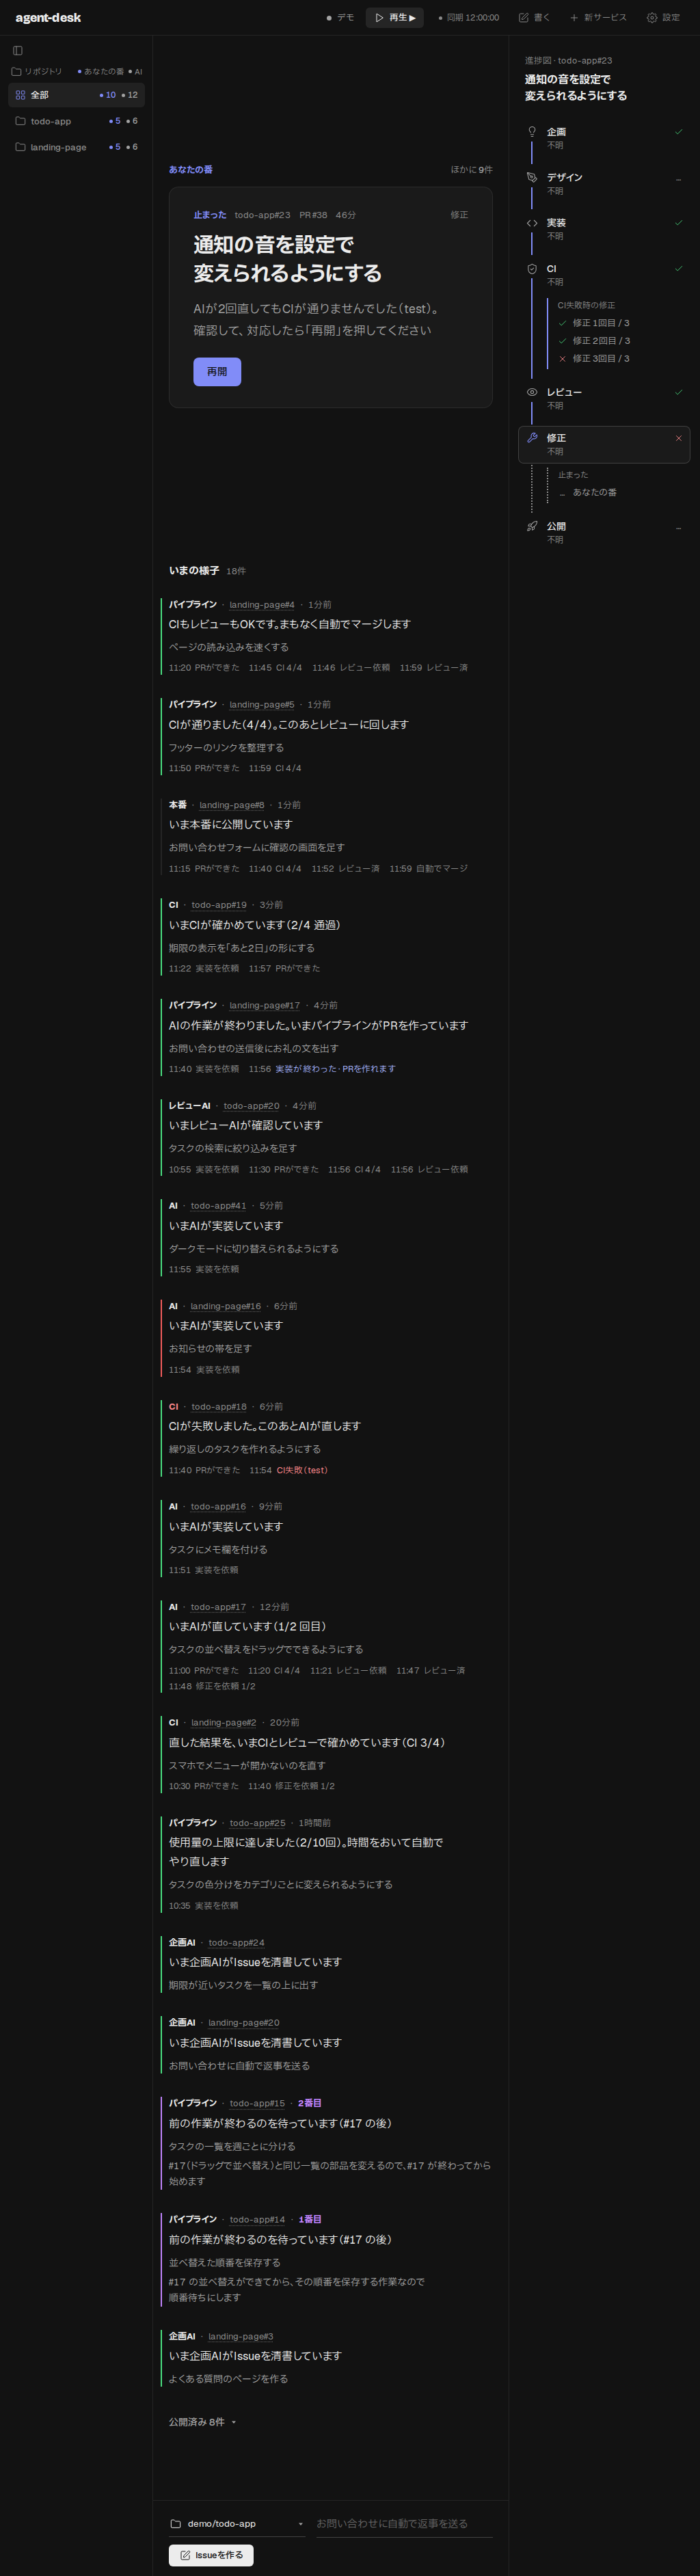 agent-desk
デモ
再生 ▶
同期 12:00:00
書く
新サービス
設定
リポジトリ
あなたの番
AI
全部
10
12
todo-app
5
6
landing-page
5
6
あなたの番
ほかに 9件
止まった todo-app#23 PR #38 46分
修正
通知の音を設定で
変えられるようにする
AIが2回直してもCIが通りませんでした（test）。
確認して、対応したら「再開」を押してください
再開
いまの様子 18件
パイプライン · landing-page#4 · 1分前
CIもレビューもOKです。まもなく自動でマージします
ページの読み込みを速くする
11:20 PRができた 11:45 CI 4/4 11:46 レビュー依頼 11:59 レビュー済
パイプライン · landing-page#5 · 1分前
CIが通りました（4/4）。このあとレビューに回します
フッターのリンクを整理する
11:50 PRができた 11:59 CI 4/4
本番 · landing-page#8 · 1分前
いま本番に公開しています
お問い合わせフォームに確認の画面を足す
11:15 PRができた 11:40 CI 4/4 11:52 レビュー済 11:59 自動でマージ
CI · todo-app#19 · 3分前
いまCIが確かめています（2/4 通過）
期限の表示を「あと2日」の形にする
11:22 実装を依頼 11:57 PRができた
パイプライン · landing-page#17 · 4分前
AIの作業が終わりました。いまパイプラインがPRを作っています
お問い合わせの送信後にお礼の文を出す
11:40 実装を依頼 11:56 実装が終わった・PRを作れます
レビューAI · todo-app#20 · 4分前
いまレビューAIが確認しています
タスクの検索に絞り込みを足す
10:55 実装を依頼 11:30 PRができた 11:56 CI 4/4 11:56 レビュー依頼
AI · todo-app#41 · 5分前
いまAIが実装しています
ダークモードに切り替えられるようにする
11:55 実装を依頼
AI · landing-page#16 · 6分前
いまAIが実装しています
お知らせの帯を足す
11:54 実装を依頼
CI · todo-app#18 · 6分前
CIが失敗しました。このあとAIが直します
繰り返しのタスクを作れるようにする
11:40 PRができた 11:54 CI失敗（test）
AI · todo-app#16 · 9分前
いまAIが実装しています
タスクにメモ欄を付ける
11:51 実装を依頼
AI · todo-app#17 · 12分前
いまAIが直しています（1/2 回目）
タスクの並べ替えをドラッグでできるようにする
11:00 PRができた 11:20 CI 4/4 11:21 レビュー依頼 11:47 レビュー済
11:48 修正を依頼 1/2
CI · landing-page#2 · 20分前
直した結果を、いまCIとレビューで確かめています（CI 3/4）
スマホでメニューが開かないのを直す
10:30 PRができた 11:40 修正を依頼 1/2
パイプライン · todo-app#25 · 1時間前
使用量の上限に達しました（2/10回）。時間をおいて自動で
やり直します
タスクの色分けをカテゴリごとに変えられるようにする
10:35 実装を依頼
企画AI · todo-app#24
いま企画AIがIssueを清書しています
期限が近いタスクを一覧の上に出す
企画AI · landing-page#20
いま企画AIがIssueを清書しています
お問い合わせに自動で返事を送る
パイプライン · todo-app#15 · 2番目
前の作業が終わるのを待っています（#17 の後）
タスクの一覧を週ごとに分ける
#17（ドラッグで並べ替え）と同じ一覧の部品を変えるので、#17 が終わってから
始めます
パイプライン · todo-app#14 · 1番目
前の作業が終わるのを待っています（#17 の後）
並べ替えた順番を保存する
#17 の並べ替えができてから、その順番を保存する作業なので
順番待ちにします
企画AI · landing-page#3
いま企画AIがIssueを清書しています
よくある質問のページを作る
公開済み 8件
demo/todo-app
お問い合わせに自動で返事を送る
Issueを作る
進捗図 · todo-app#23
通知の音を設定で
変えられるようにする
企画
不明
デザイン
不明
…
実装
不明
CI
不明
CI失敗時の修正
修正 1回目 / 3
修正 2回目 / 3
修正 3回目 / 3
レビュー
不明
修正
不明
止まった
… あなたの番
公開
不明
…